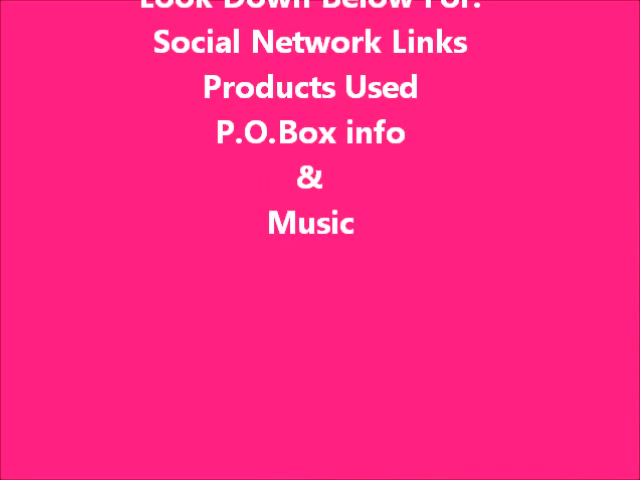 Look Down Below For:
Social Network Links
Products Used
P.O.Box info
&
Music